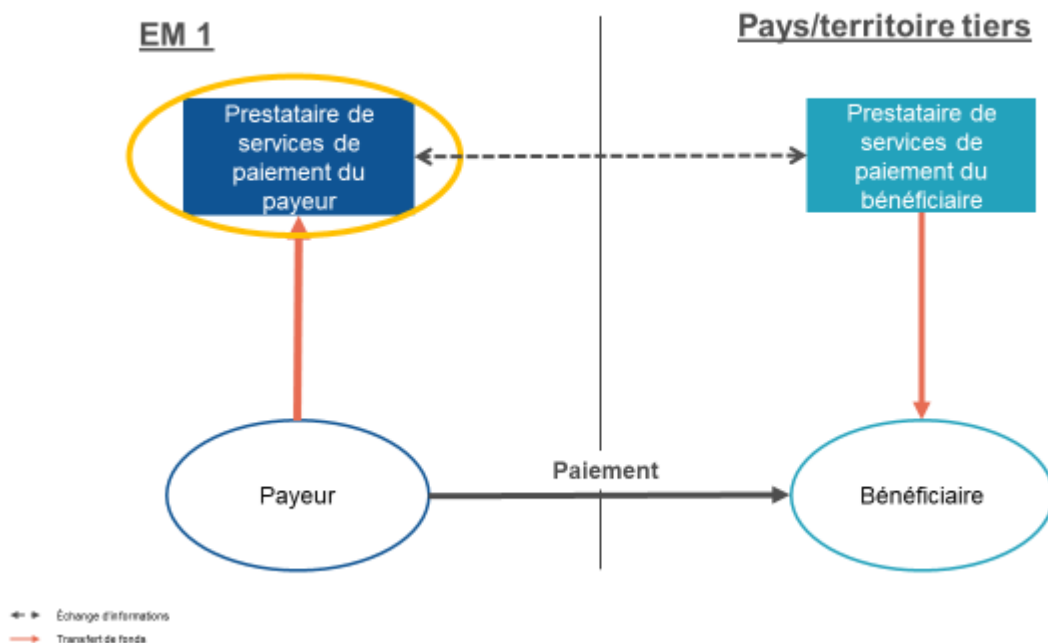 EM 1
Pays/territoire tiers
Prestataire de
services de
paiement du
payeur
Prestataire de
services de
paiement du
bénéficiaire
Paiement
Payeur
Bénéficiaire
Échange d'informations
Transfert de fonds